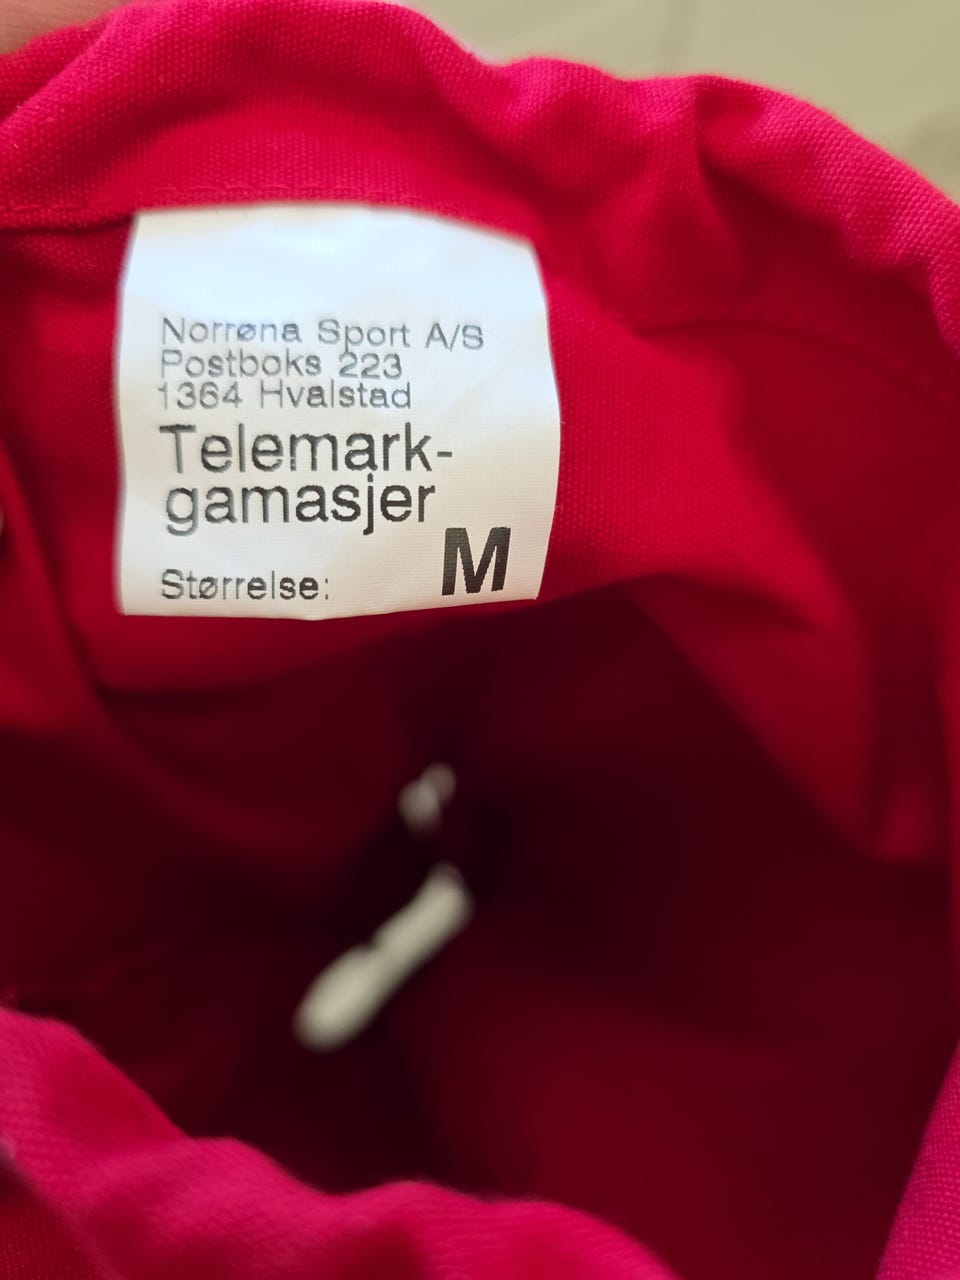 Norrøna Sport A/S
Postboks 223
1364 Hvalstad
Telemark-
gamasjer
Størrelse: M